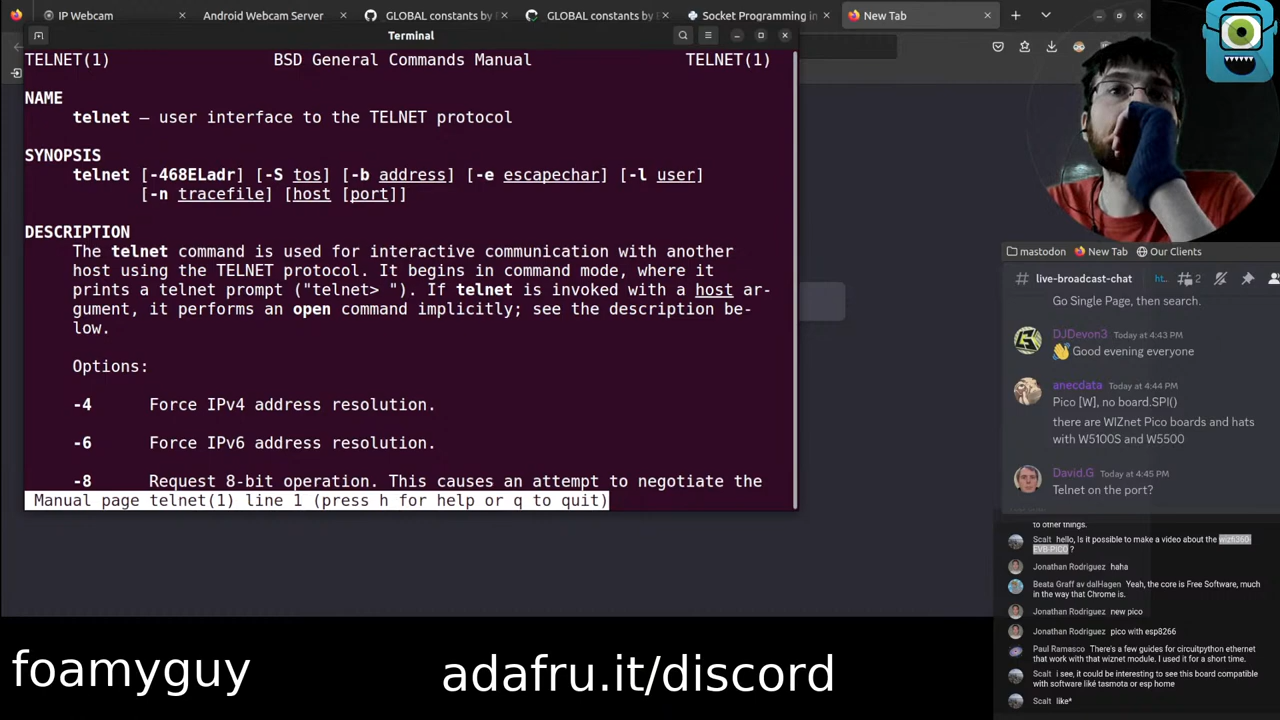 IP Webcam
Android Webcam Server
GLOBAL constants by
GLOBAL constants by
Socket Programming in
New Tab
Terminal
TELNET(1) BSD General Commands Manual TELNET(1)
NAME
telnet — user interface to the TELNET protocol
SYNOPSIS
telnet [-468ELadr] [-S tos] [-b address] [-e escapechar] [-l user]
[-n tracefile] [host [port]]
DESCRIPTION
The telnet command is used for interactive communication with another
host using the TELNET protocol. It begins in command mode, where it
prints a telnet prompt ("telnet> "). If telnet is invoked with a host ar-
gument, it performs an open command implicitly; see the description be-
low.
Options:
-4 Force IPv4 address resolution.
-6 Force IPv6 address resolution.
-8 Request 8-bit operation. This causes an attempt to negotiate the
Manual page telnet(1) line 1 (press h for help or q to quit)
mastodon New Tab Our Clients
# live-broadcast-chat ht.. 2
Go Single Page, then search.
DJDevon3 Today at 4:43 PM
👋 Good evening everyone
anecdata Today at 4:44 PM
Pico [W], no board.SPI()
there are WIZnet Pico boards and hats
with W5100S and W5500
David.G Today at 4:45 PM
Telnet on the port?
to other things.
Scalt hello, Is it possible to make a video about the
EVB-PICO ?
Jonathan Rodriguez haha
Beata Graff av dalHagen Yeah, the core is Free Software, much
in the way that Chrome is.
Jonathan Rodriguez new pico
Jonathan Rodriguez pico with esp8266
Paul Ramasco There's a few guides for circuitpython ethernet
that work with that wiznet module. I used it for a short time.
Scalt i see, it could be interesting to see this board compatible
with software liké tasmota or esp home
Scalt like*
foamyguy
adafru.it/discord